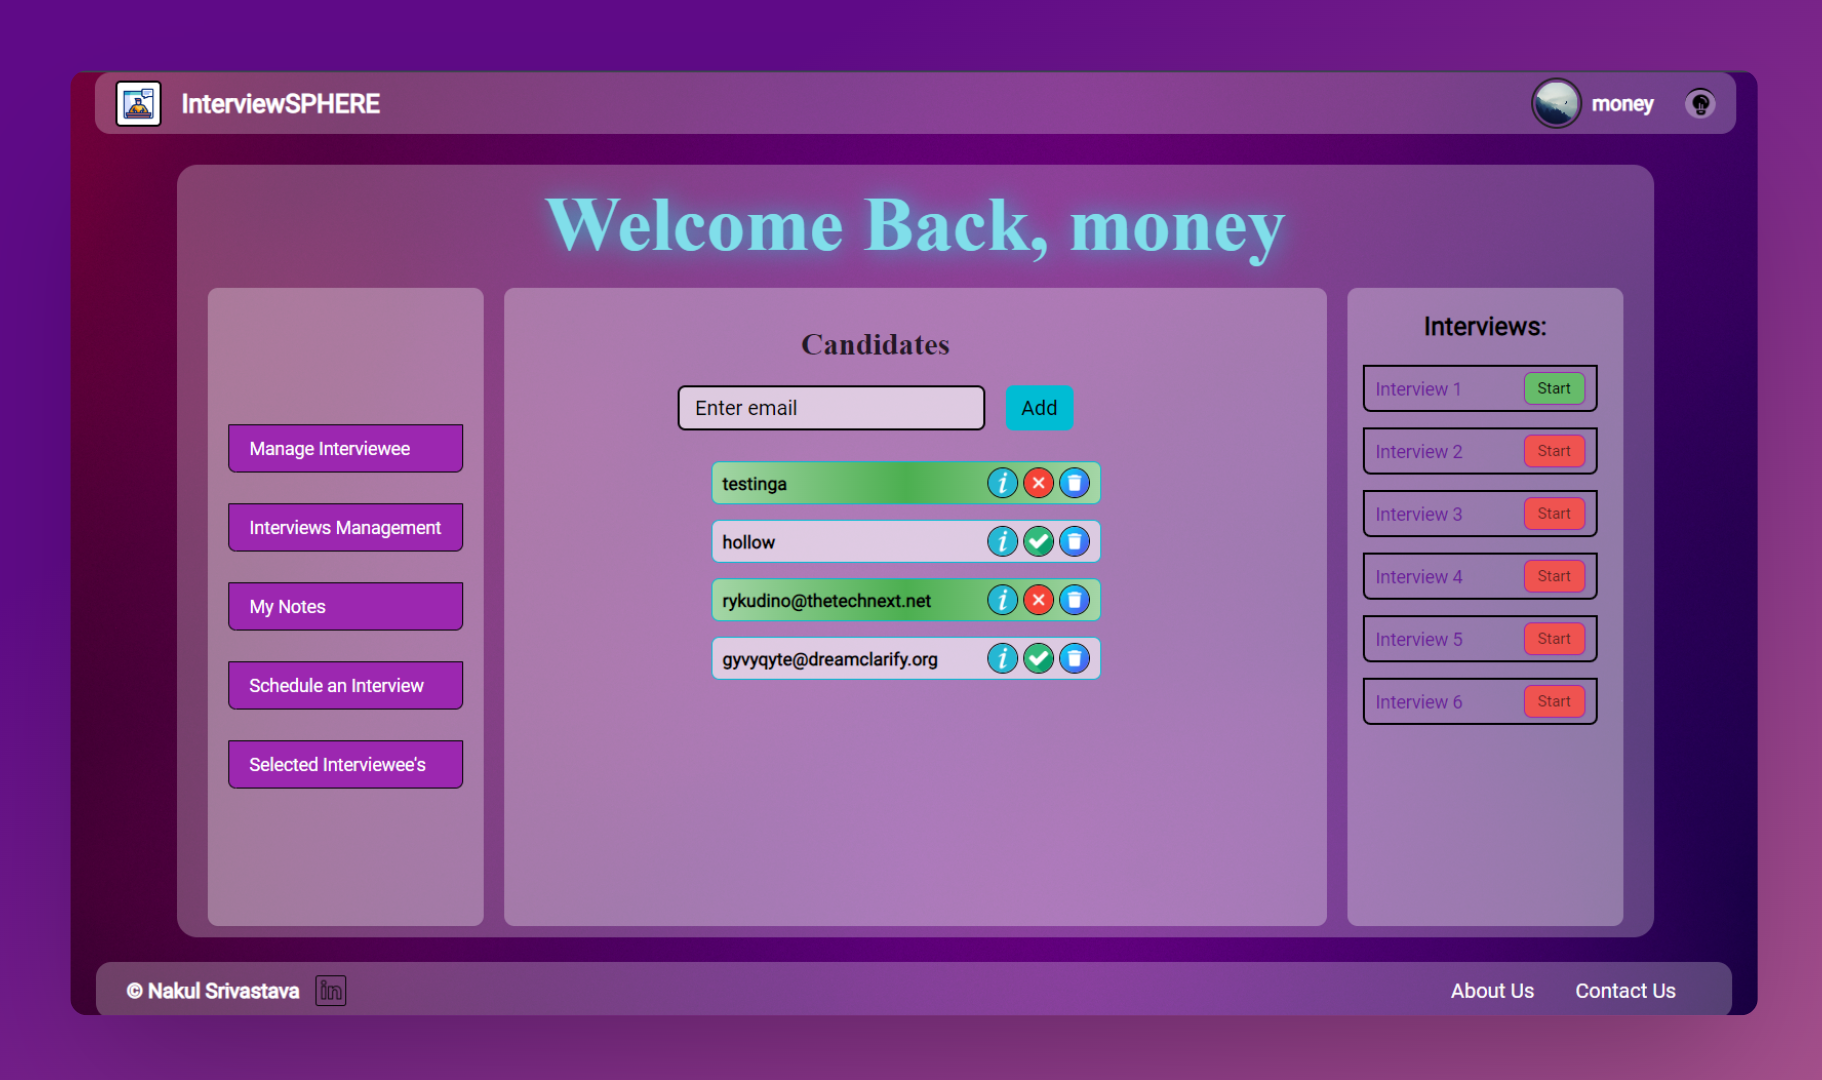 InterviewSPHERE
money
Welcome Back, money
Manage Interviewee
Interviews Management
My Notes
Schedule an Interview
Selected Interviewee's
Candidates
Enter email
Add
testinga
hollow
rykudino@thetechnext.net
gyvyqyte@dreamclarify.org
Interviews:
Interview 1 Start
Interview 2 Start
Interview 3 Start
Interview 4 Start
Interview 5 Start
Interview 6 Start
© Nakul Srivastava in
About Us
Contact Us